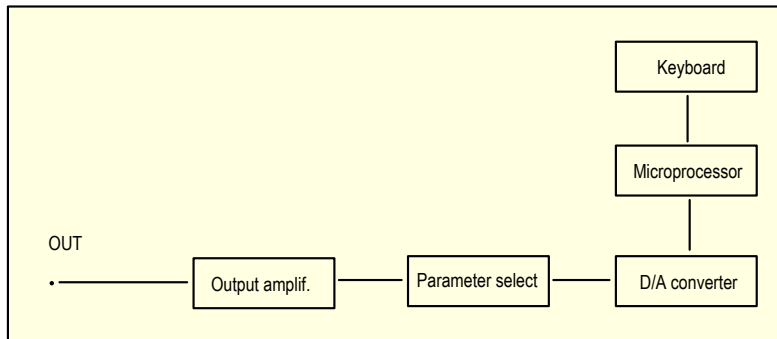 Keyboard
Microprocessor
OUT
Output amplif.
Parameter select
D/A converter